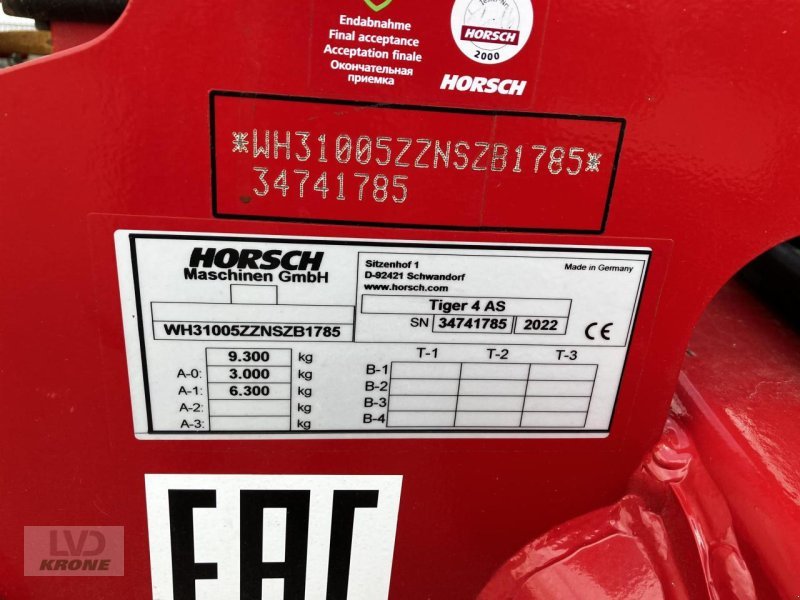 Endabnahme
Final acceptance
Acceptation finale
Окончательная
приемка
HORSCH
2000
HORSCH
*WH31005ZZNSZB1785*
34741785
HORSCH
Maschinen GmbH
Sitzenhof 1
D-92421 Schwandorf
www.horsch.com
Made in Germany
Tiger 4 AS
SN 34741785 2022
CE
WH31005ZZNSZB1785
9.300 kg
A-0: 3.000 kg
A-1: 6.300 kg
A-2: kg
A-3: kg
T-1 T-2 T-3
B-1
B-2
B-3
B-4
EAC
LVD
KRONE